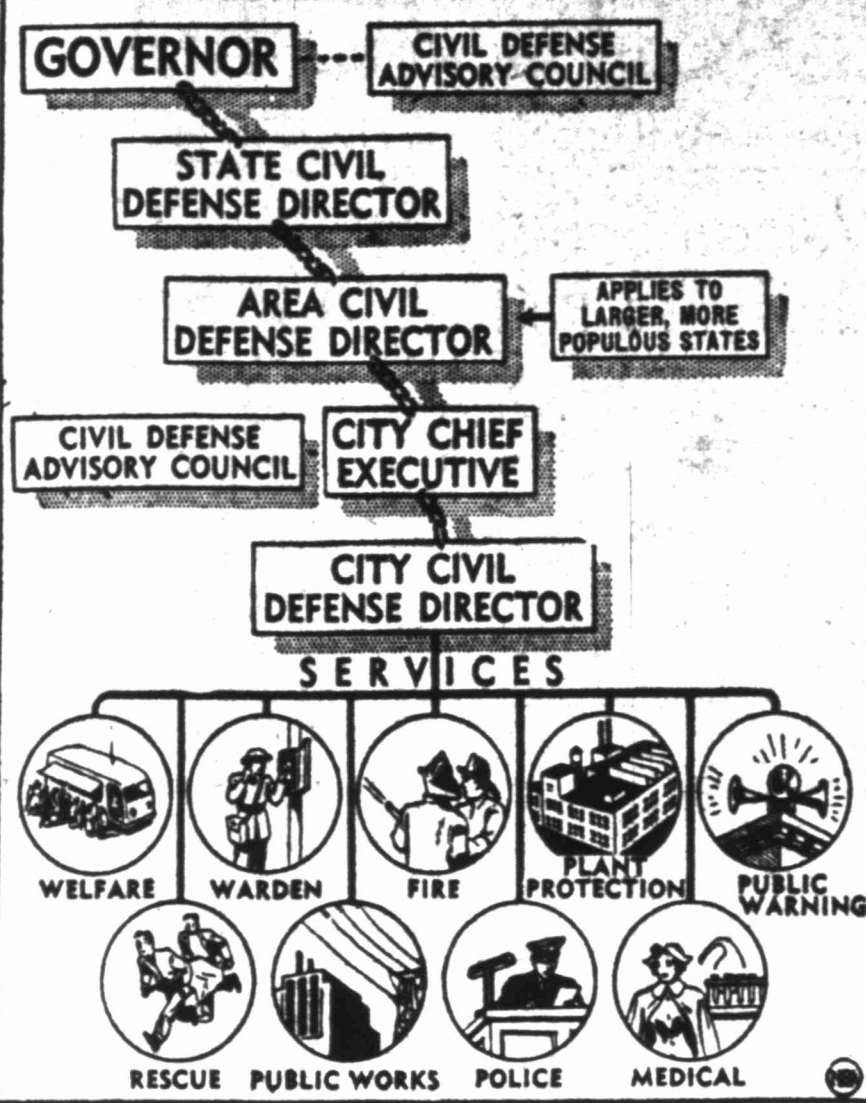 GOVERNOR
CIVIL DEFENSE
ADVISORY COUNCIL
STATE CIVIL
DEFENSE DIRECTOR
AREA CIVIL
DEFENSE DIRECTOR
APPLIES TO
LARGER, MORE
POPULOUS STATES
CIVIL DEFENSE
ADVISORY COUNCIL
CITY CHIEF
EXECUTIVE
CITY CIVIL
DEFENSE DIRECTOR
SERVICES
WELFARE
WARDEN
FIRE
PLANT
PROTECTION
PUBLIC
WARNING
RESCUE
PUBLIC WORKS
POLICE
MEDICAL